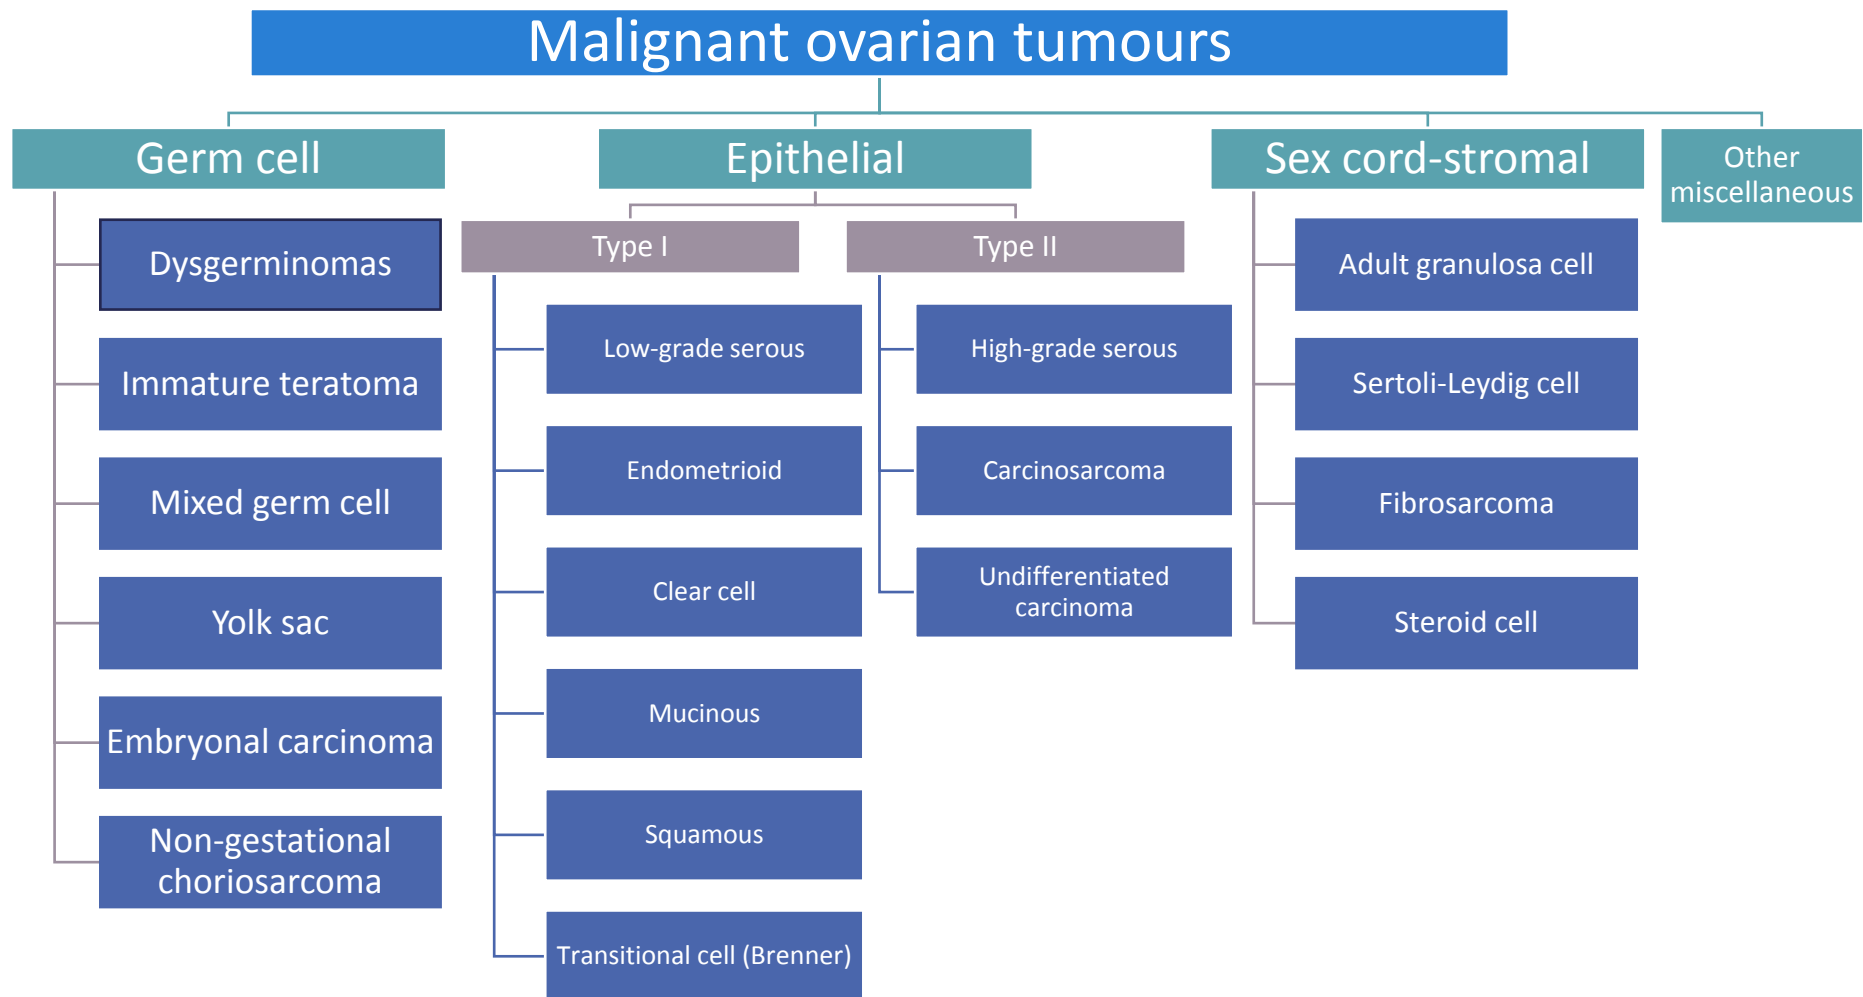 Malignant ovarian tumours
Germ cell
Dysgerminomas
Immature teratoma
Mixed germ cell
Yolk sac
Embryonal carcinoma
Non-gestational
choriosarcoma
Epithelial
Type I
Low-grade serous
Endometrioid
Clear cell
Mucinous
Squamous
Transitional cell (Brenner)
Type II
High-grade serous
Carcinosarcoma
Undifferentiated
carcinoma
Sex cord-stromal
Adult granulosa cell
Sertoli-Leydig cell
Fibrosarcoma
Steroid cell
Other
miscellaneous